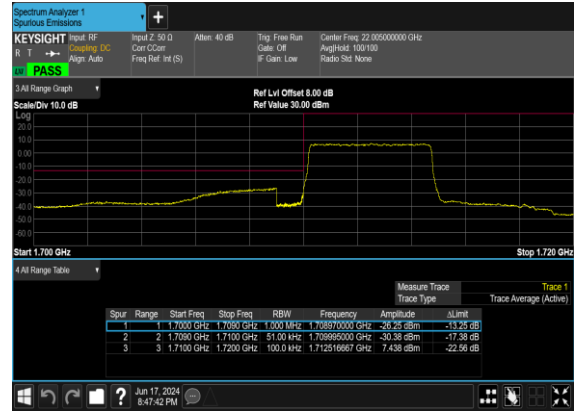 Spectrum Analyzer 1
Spurious Emissions
+
KEYSIGHT Input: RF Input Z: 50 Ω Atten: 40 dB Trig: Free Run Center Freq: 22.005000000 GHz
R T Coupling: DC Corr CCorr Gate: Off Avg|Hold: 100/100
Align: Auto Freq Ref: Int (S) IF Gain: Low Radio Std: None
PASS
3 All Range Graph
Ref Lvl Offset 8.00 dB
Scale/Div 10.0 dB Ref Value 30.00 dBm
Log
20.0
10.0
0.00
-10.0
-20.0
-30.0
-40.0
-50.0
-60.0
Start 1.700 GHz Stop 1.720 GHz
4 All Range Table
Measure Trace Trace 1
Trace Type Trace Average (Active)
Spur Range Start Freq Stop Freq RBW Frequency Amplitude ΔLimit
1 1 1.7000 GHz 1.7090 GHz 1.000 MHz 1.708970000 GHz -26.25 dBm -13.25 dB
2 2 1.7090 GHz 1.7100 GHz 51.00 kHz 1.709995000 GHz -30.38 dBm -17.38 dB
3 3 1.7100 GHz 1.7200 GHz 100.0 kHz 1.712516667 GHz 7.438 dBm -22.56 dB
? Jun 17, 2024
8:47:42 PM